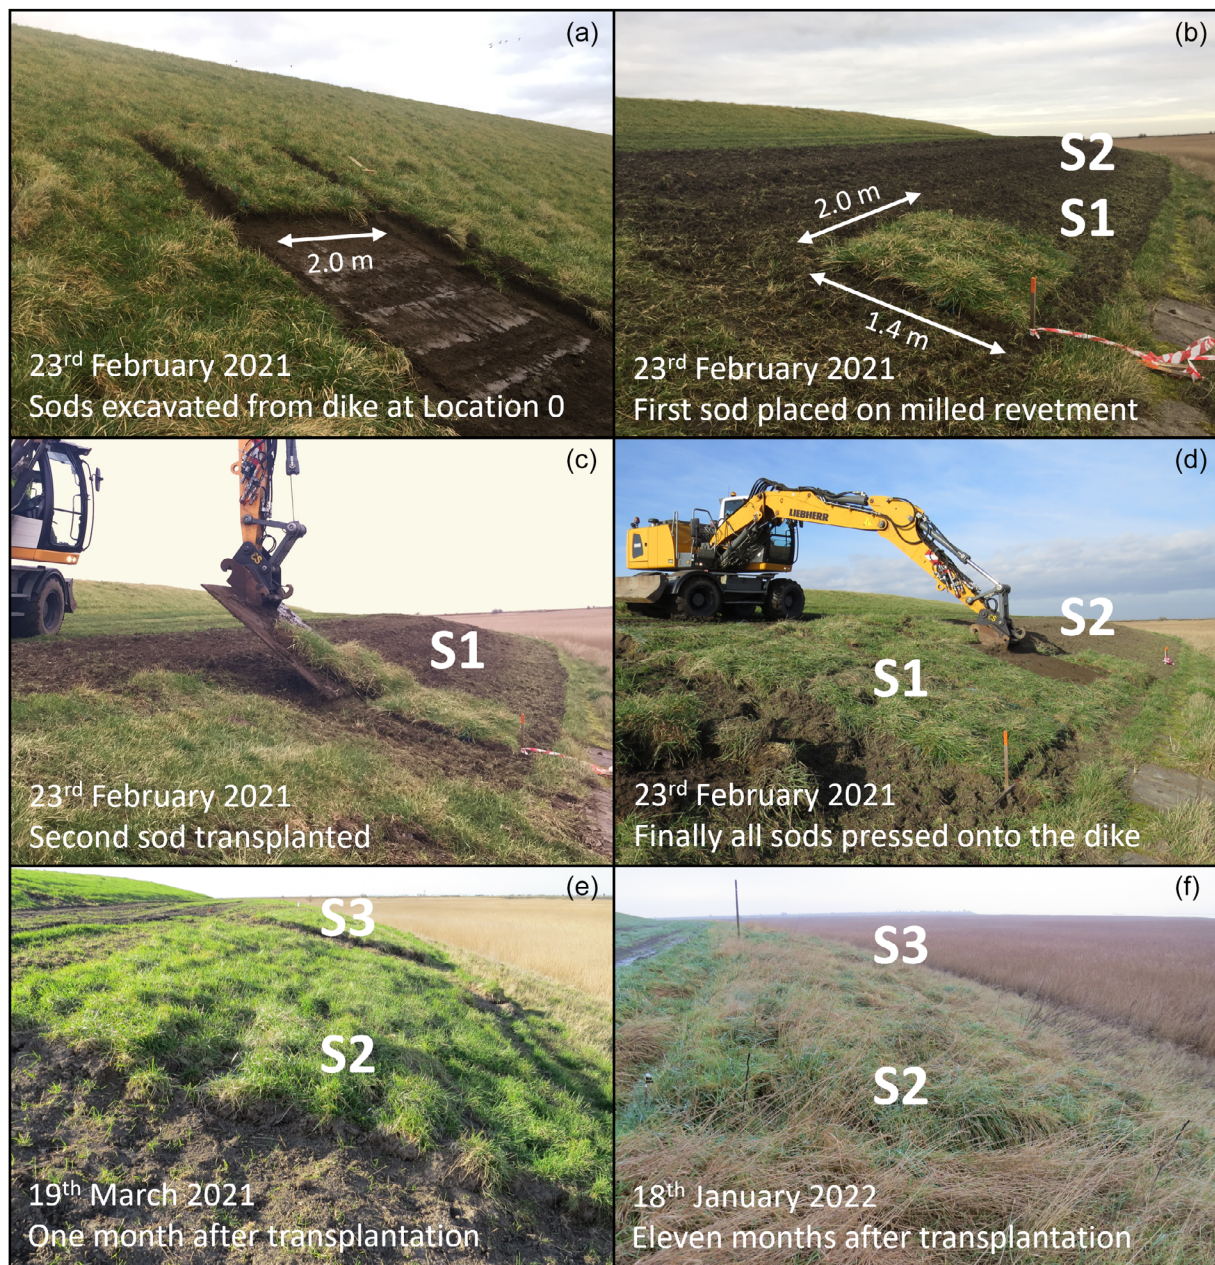 (a)
2.0 m
23rd February 2021
Sods excavated from dike at Location 0
(b)
S2
S1
2.0 m
1.4 m
23rd February 2021
First sod placed on milled revetment
(c)
S1
23rd February 2021
Second sod transplanted
(d)
LIEBHERR
S2
S1
23rd February 2021
Finally all sods pressed onto the dike
(e)
S3
S2
19th March 2021
One month after transplantation
(f)
S3
S2
18th January 2022
Eleven months after transplantation